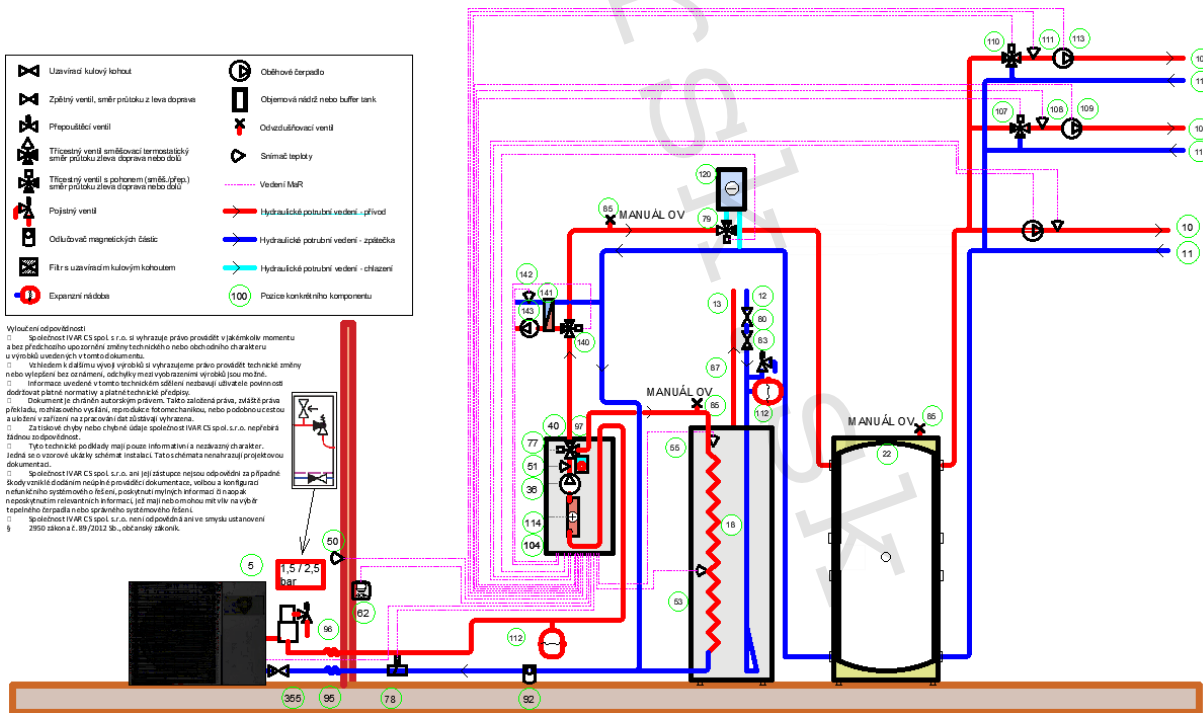 Uzavírací kulový kohout
Zpětný ventil, směr průtoku z leva doprava
Přepouštěcí ventil
Třícestný ventil směšovací termostatický
směr průtoku zleva doprava nebo dolů
Třícestný ventil s pohonem (směš./přep.)
směr průtoku zleva doprava nebo dolů
Pojistný ventil
Odlučovač magnetických částic
Filtr s uzavíracím kulovým kohoutem
Expanzní nádoba
Oběhové čerpadlo
Objemová nádrž nebo buffer tank
Odvzdušňovací ventil
Snímač teploty
Vedení MaR
Hydraulické potrubní vedení - přívod
Hydraulické potrubní vedení - zpátečka
Hydraulické potrubní vedení - chlazení
100 Pozice konkrétního komponentu
Vyloučení odpovědnosti
Společnost IVAR CS spol. s r.o. si vyhrazuje právo provádět v jakémkoliv momentu
a bez předchozího upozornění změny technického nebo obchodního charakteru
u výrobků uvedených v tomto dokumentu.
Vzhledem k dalšímu vývoji výrobků si vyhrazujeme právo provádět technické změny
nebo vylepšení bez oznámení, odchylky mezi vyobrazeními výrobků jsou možné.
Informace uvedené v tomto technickém sdělení nezbavují uživatele povinnosti
dodržovat platné normativy a platné technické předpisy.
Dokument je chráněn autorským právem. Takto založená práva, zvláště práva
překladu, rozhlasového vysílání, reprodukce fotomechanikou, nebo podobnou cestou
a uložení v zařízení na zpracování dat zůstávají vyhrazena.
Za tiskové chyby nebo chybné údaje společnost IVAR CS spol. s r.o. nepřebírá
žádnou zodpovědnost.
Tyto technické podklady mají pouze informativní a nezávazný charakter.
Jedná se o vzorové ukázky schémat instalací. Tato schémata nenahrazují projektovou
dokumentaci.
Společnost IVAR CS spol. s r.o. ani její zástupce nejsou odpovědní za případné
škody vzniklé dodáním neúplné prováděcí dokumentace, volbou a konfigurací
nefunkčního systémového řešení, poskytnutím mylných informací či naopak
neposkytnutím relevantních informací, jež mají nebo mohou mít vliv na výběr
tepelného čerpadla nebo správného systémového řešení.
Společnost IVAR CS spol. s r.o. není odpovědná ani ve smyslu ustanovení
§ 2950 zákona č. 89/2012 Sb., občanský zákoník.
110
111
113
10
11
107
108
109
10
11
120
85
MANUÁLOV
79
10
11
142
141
143
140
13
12
80
83
87
112
MANUÁLOV
85
85
22
40
97
77
51
36
114
104
55
18
53
50
5
1,5 / 2,5
bar
62
96
112
355
95
78
92